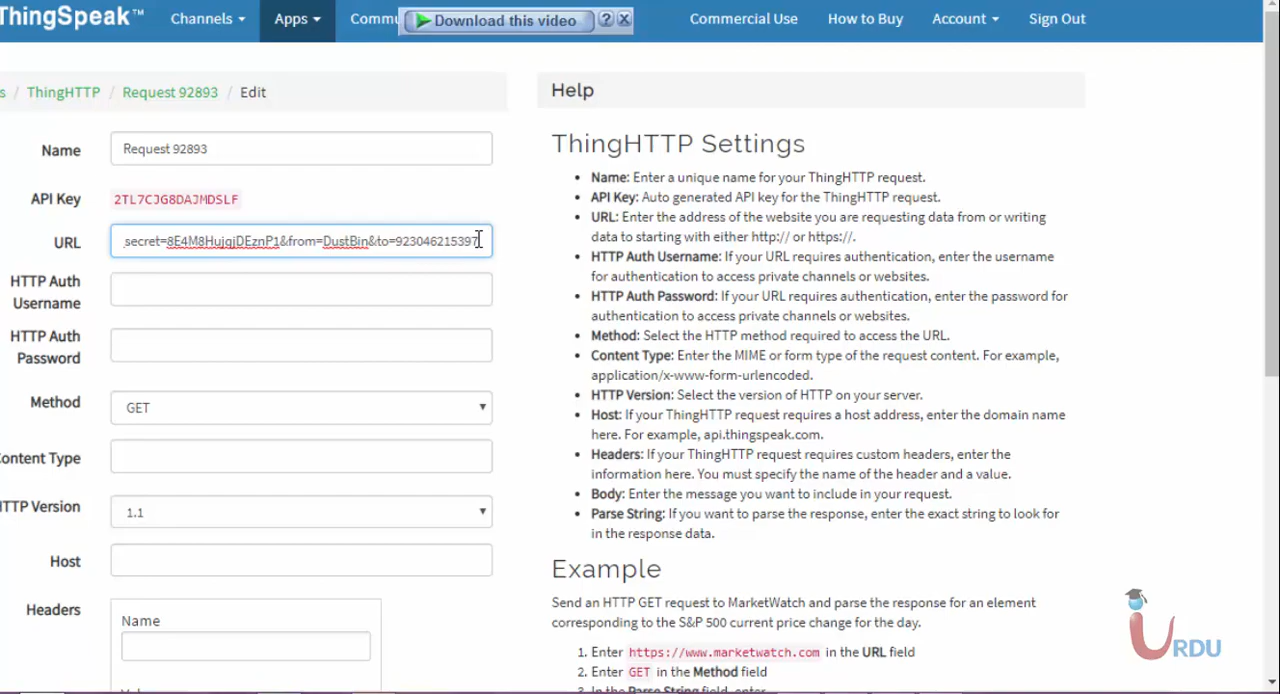 ThingSpeak™ Channels Apps Commu Download this video ? X Commercial Use How to Buy Account Sign Out
s / ThingHTTP / Request 92893 / Edit
Name Request 92893
API Key 2TL7CJG8DAJMDSLF
URL _secret=8E4M8HujqjDEznP1&from=DustBin&to=923046215397
HTTP Auth
Username
HTTP Auth
Password
Method GET
Content Type
HTTP Version 1.1
Host
Headers
Name
Help
ThingHTTP Settings
• Name: Enter a unique name for your ThingHTTP request.
• API Key: Auto generated API key for the ThingHTTP request.
• URL: Enter the address of the website you are requesting data from or writing
data to starting with either http:// or https://.
• HTTP Auth Username: If your URL requires authentication, enter the username
for authentication to access private channels or websites.
• HTTP Auth Password: If your URL requires authentication, enter the password for
authentication to access private channels or websites.
• Method: Select the HTTP method required to access the URL.
• Content Type: Enter the MIME or form type of the request content. For example,
application/x-www-form-urlencoded.
• HTTP Version: Select the version of HTTP on your server.
• Host: If your ThingHTTP request requires a host address, enter the domain name
here. For example, api.thingspeak.com.
• Headers: If your ThingHTTP request requires custom headers, enter the
information here. You must specify the name of the header and a value.
• Body: Enter the message you want to include in your request.
• Parse String: If you want to parse the response, enter the exact string to look for
in the response data.
Example
Send an HTTP GET request to MarketWatch and parse the response for an element
corresponding to the S&P 500 current price change for the day.
1. Enter https://www.marketwatch.com in the URL field
2. Enter GET in the Method field
3. In the Parse String field, enter
URDU